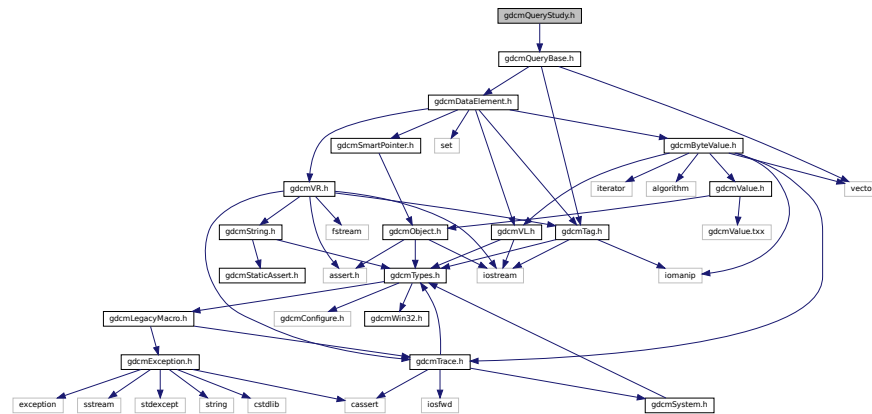 gdcmQueryStudy.h
gdcmQueryBase.h
gdcmDataElement.h
gdcmSmartPointer.h
set
gdcmByteValue.h
gdcmVR.h
iterator
algorithm
gdcmValue.h
vector
gdcmString.h
fstream
gdcmObject.h
gdcmVL.h
gdcmTag.h
gdcmValue.txx
gdcmStaticAssert.h
assert.h
gdcmTypes.h
iostream
iomanip
gdcmLegacyMacro.h
gdcmConfigure.h
gdcmWin32.h
gdcmException.h
gdcmTrace.h
exception
sstream
stdexcept
string
cstdlib
cassert
iosfwd
gdcmSystem.h